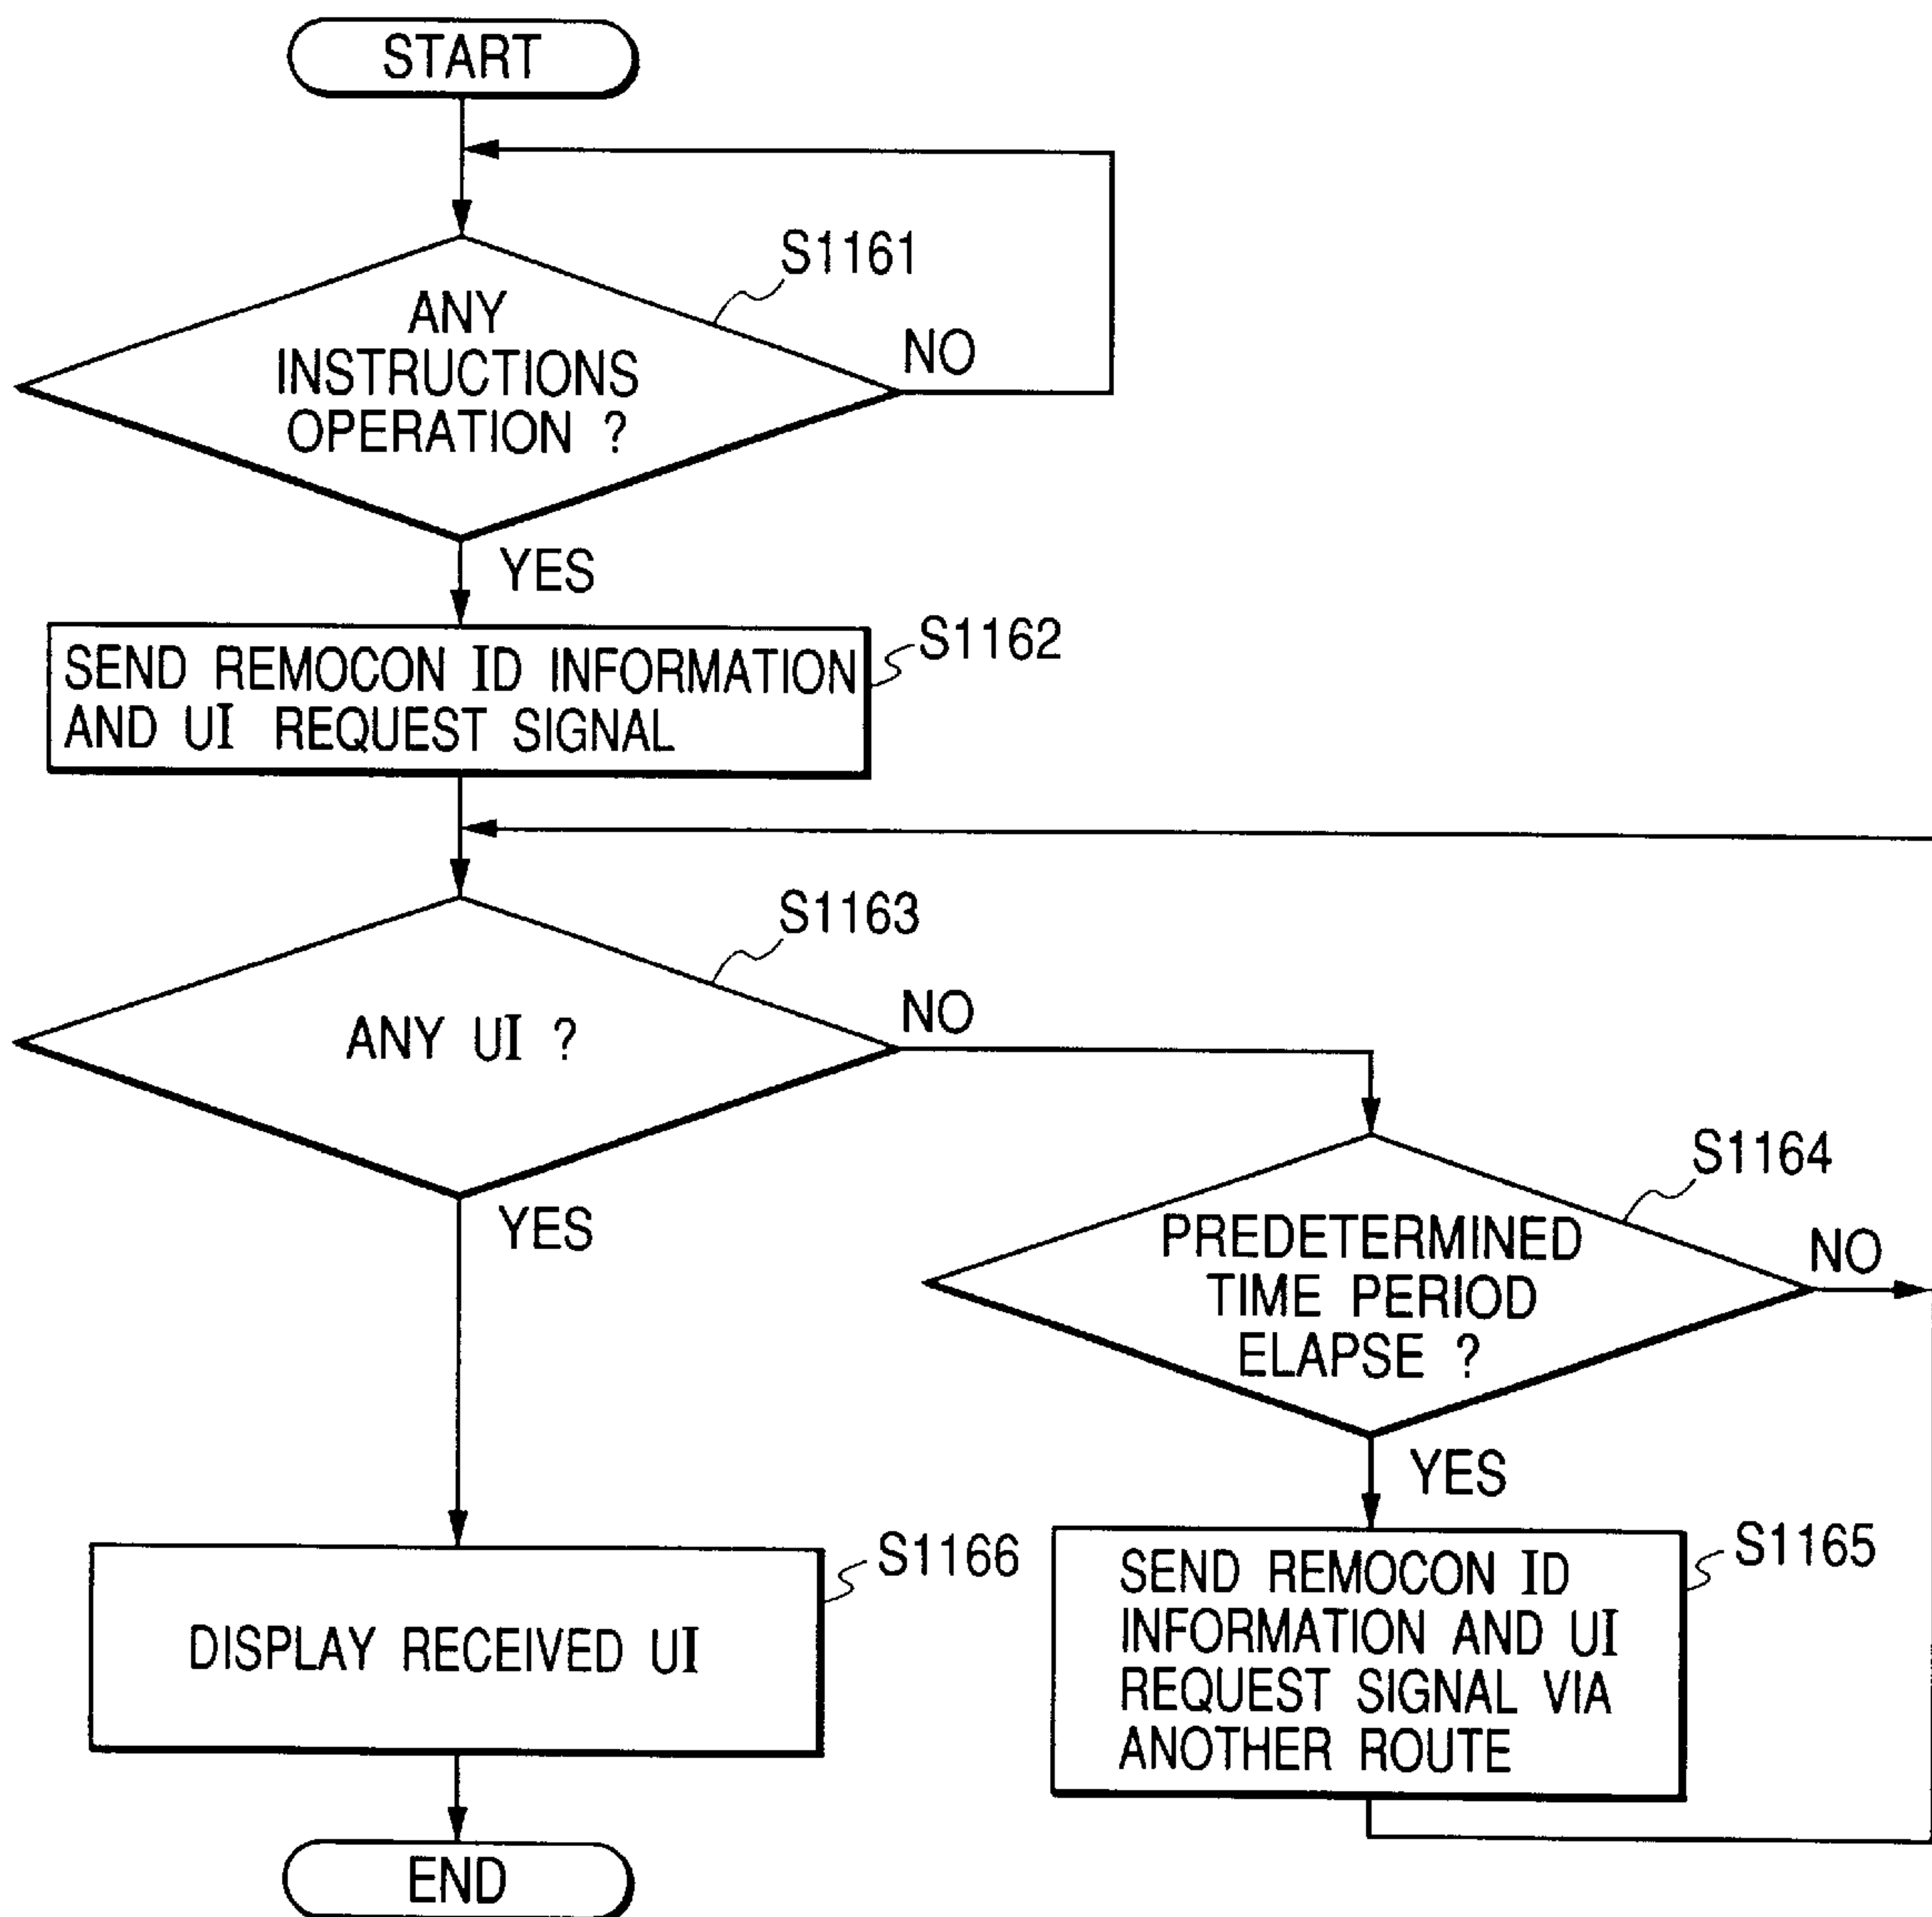 START
S1161
ANY
INSTRUCTIONS
OPERATION ?
NO
YES
S1162
SEND REMOCON ID INFORMATION
AND UI REQUEST SIGNAL
S1163
ANY UI ?
NO
YES
S1164
PREDETERMINED
TIME PERIOD
ELAPSE ?
NO
YES
S1166
DISPLAY RECEIVED UI
S1165
SEND REMOCON ID
INFORMATION AND UI
REQUEST SIGNAL VIA
ANOTHER ROUTE
END